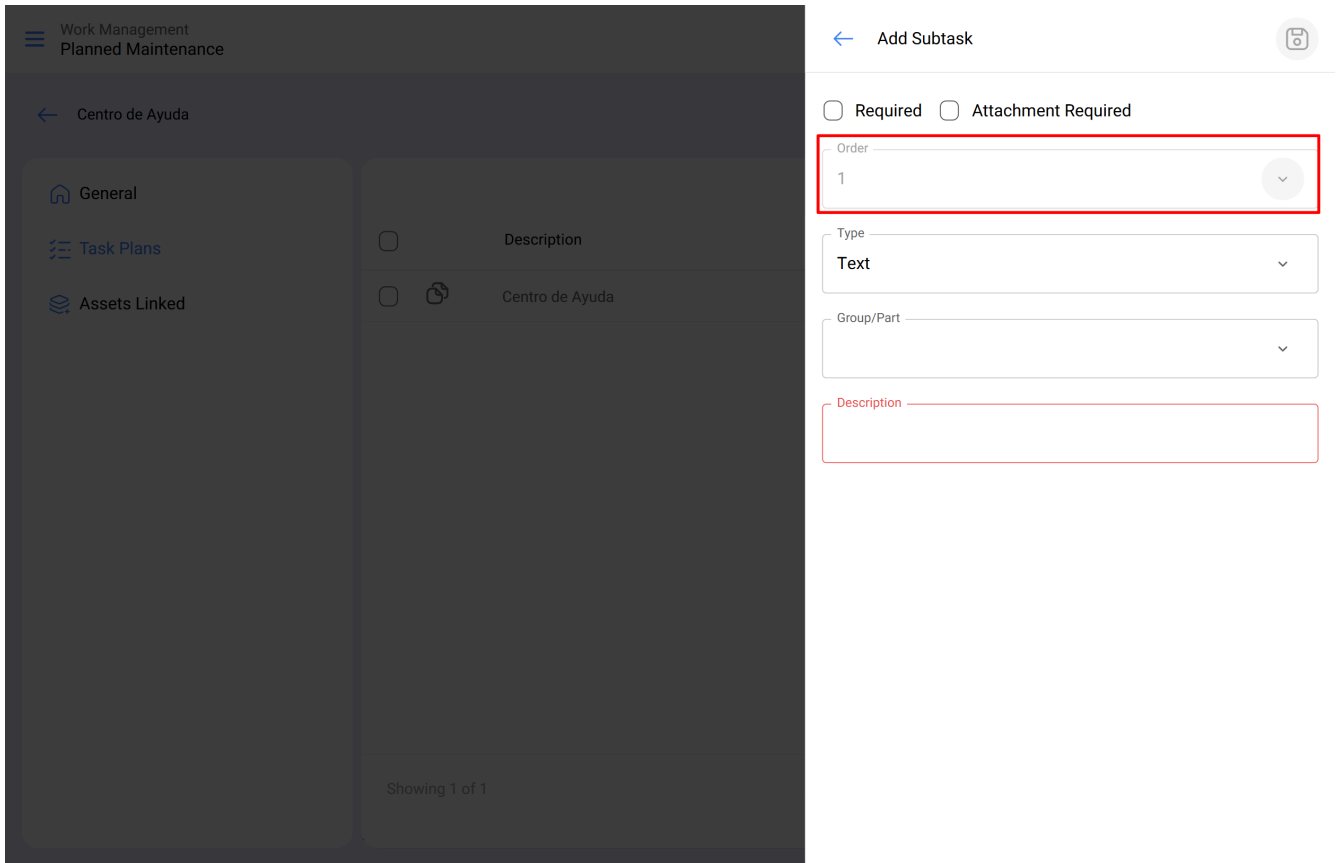 Work Management
Planned Maintenance
Centro de Ayuda
General
Task Plans
Assets Linked
Description
Centro de Ayuda
Showing 1 of 1
Add Subtask
Required Attachment Required
Order
1
Type
Text
Group/Part
Description